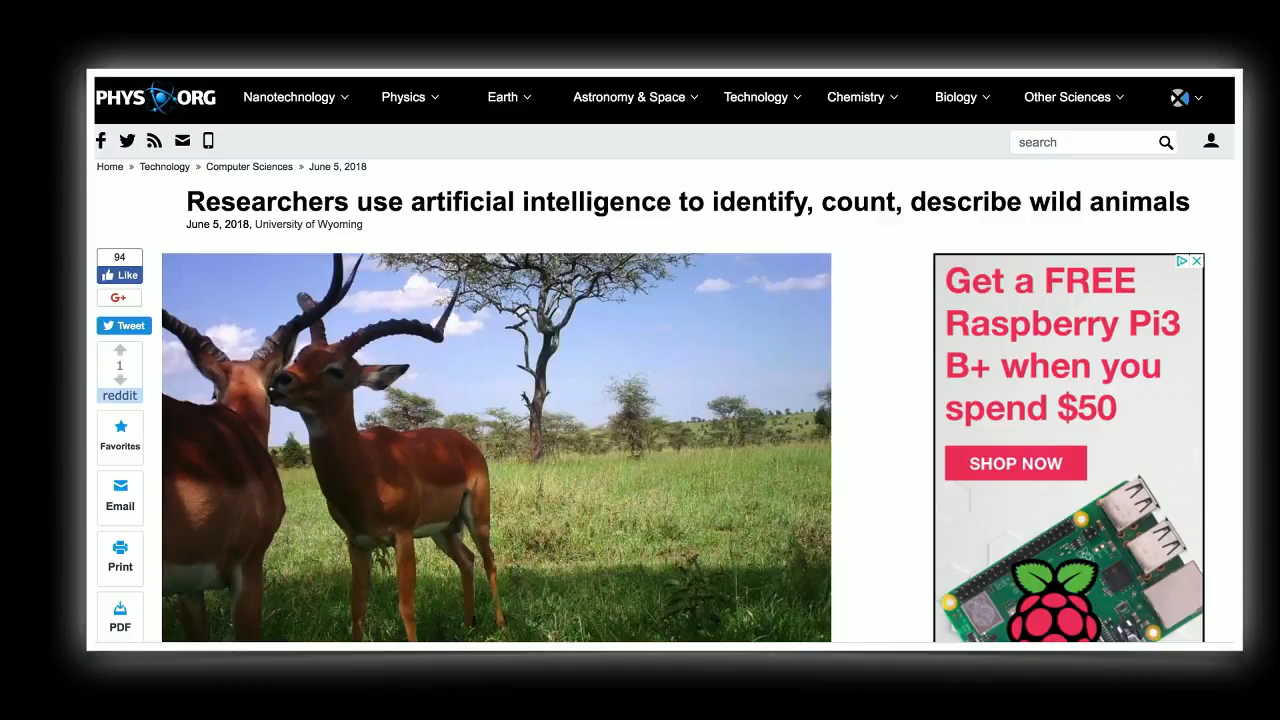 PHYS ORG
Nanotechnology
Physics
Earth
Astronomy & Space
Technology
Chemistry
Biology
Other Sciences
search
Home » Technology » Computer Sciences » June 5, 2018
Researchers use artificial intelligence to identify, count, describe wild animals
June 5, 2018, University of Wyoming
94
Like
G+
Tweet
1
reddit
Favorites
Email
Print
PDF
Get a FREE
Raspberry Pi3
B+ when you
spend $50
SHOP NOW